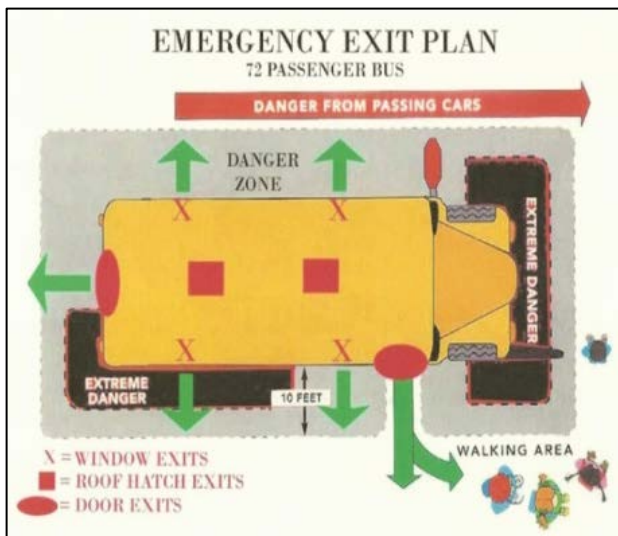 EMERGENCY EXIT PLAN
72 PASSENGER BUS
DANGER FROM PASSING CARS
DANGER
ZONE
X
X
EXTREME DANGER
X
X
EXTREME
DANGER
10 FEET
WALKING AREA
X = WINDOW EXITS
= ROOF HATCH EXITS
= DOOR EXITS